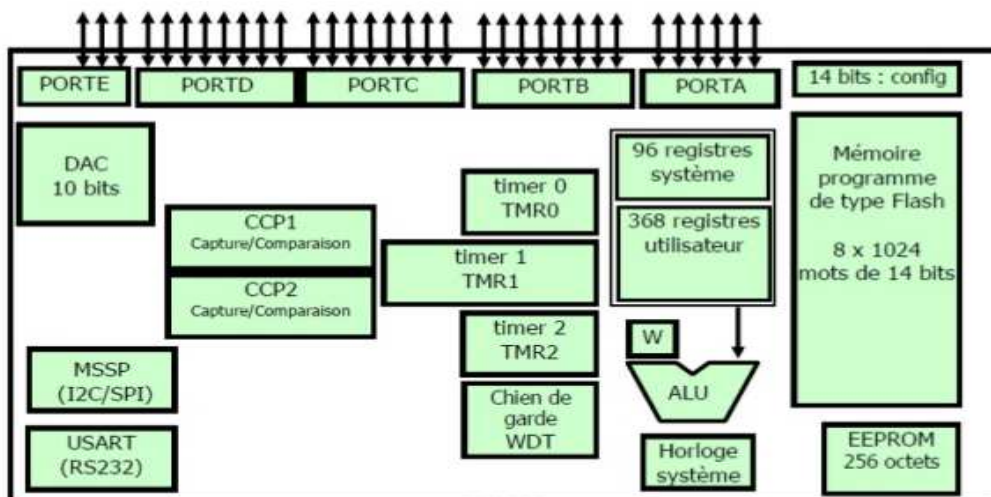 PORTE
PORTD
PORTC
PORTB
PORTA
14 bits : config
DAC
10 bits
CCP1
Capture/Comparaison
CCP2
Capture/Comparaison
MSSP
(I2C/SPI)
USART
(RS232)
timer 0
TMR0
timer 1
TMR1
timer 2
TMR2
Chien de
garde
WDT
96 registres
système
368 registres
utilisateur
W
ALU
Horloge
système
Mémoire
programme
de type Flash
8 x 1024
mots de 14 bits
EEPROM
256 octets